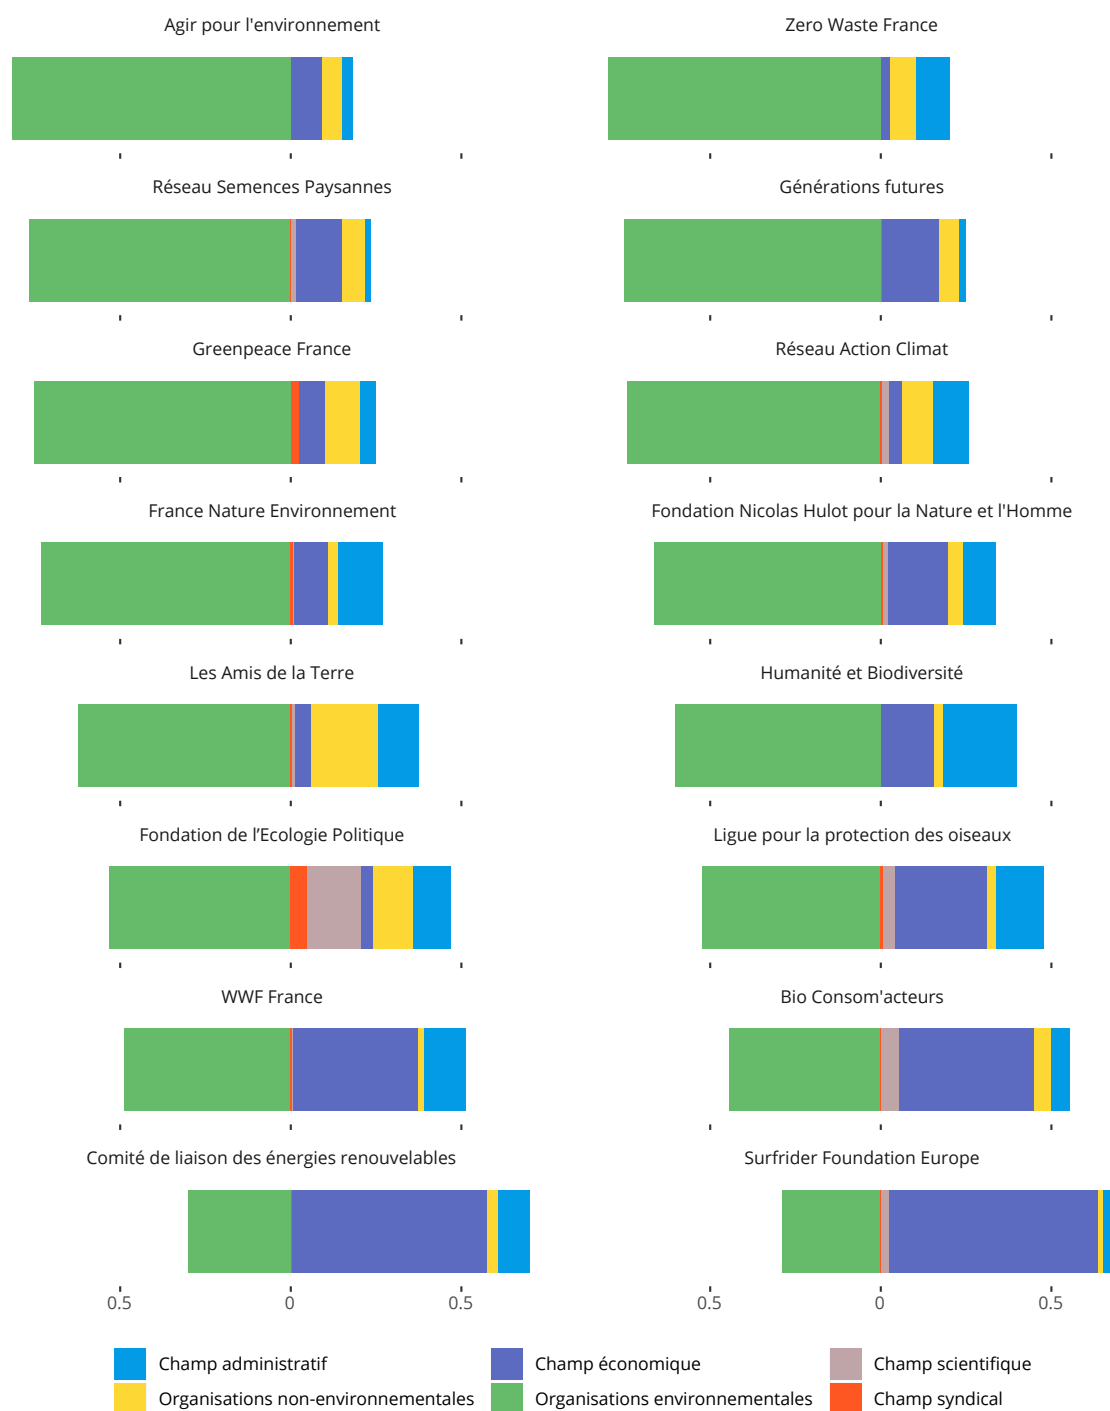 Agir pour l'environnement
Zero Waste France
Réseau Semences Paysannes
Générations futures
Greenpeace France
Réseau Action Climat
France Nature Environnement
Fondation Nicolas Hulot pour la Nature et l'Homme
Les Amis de la Terre
Humanité et Biodiversité
Fondation de l’Ecologie Politique
Ligue pour la protection des oiseaux
WWF France
Bio Consom'acteurs
Comité de liaison des énergies renouvelables
Surfrider Foundation Europe
0.5 0 0.5
0.5 0 0.5
Champ administratif
Champ économique
Champ scientifique
Organisations non-environnementales
Organisations environnementales
Champ syndical